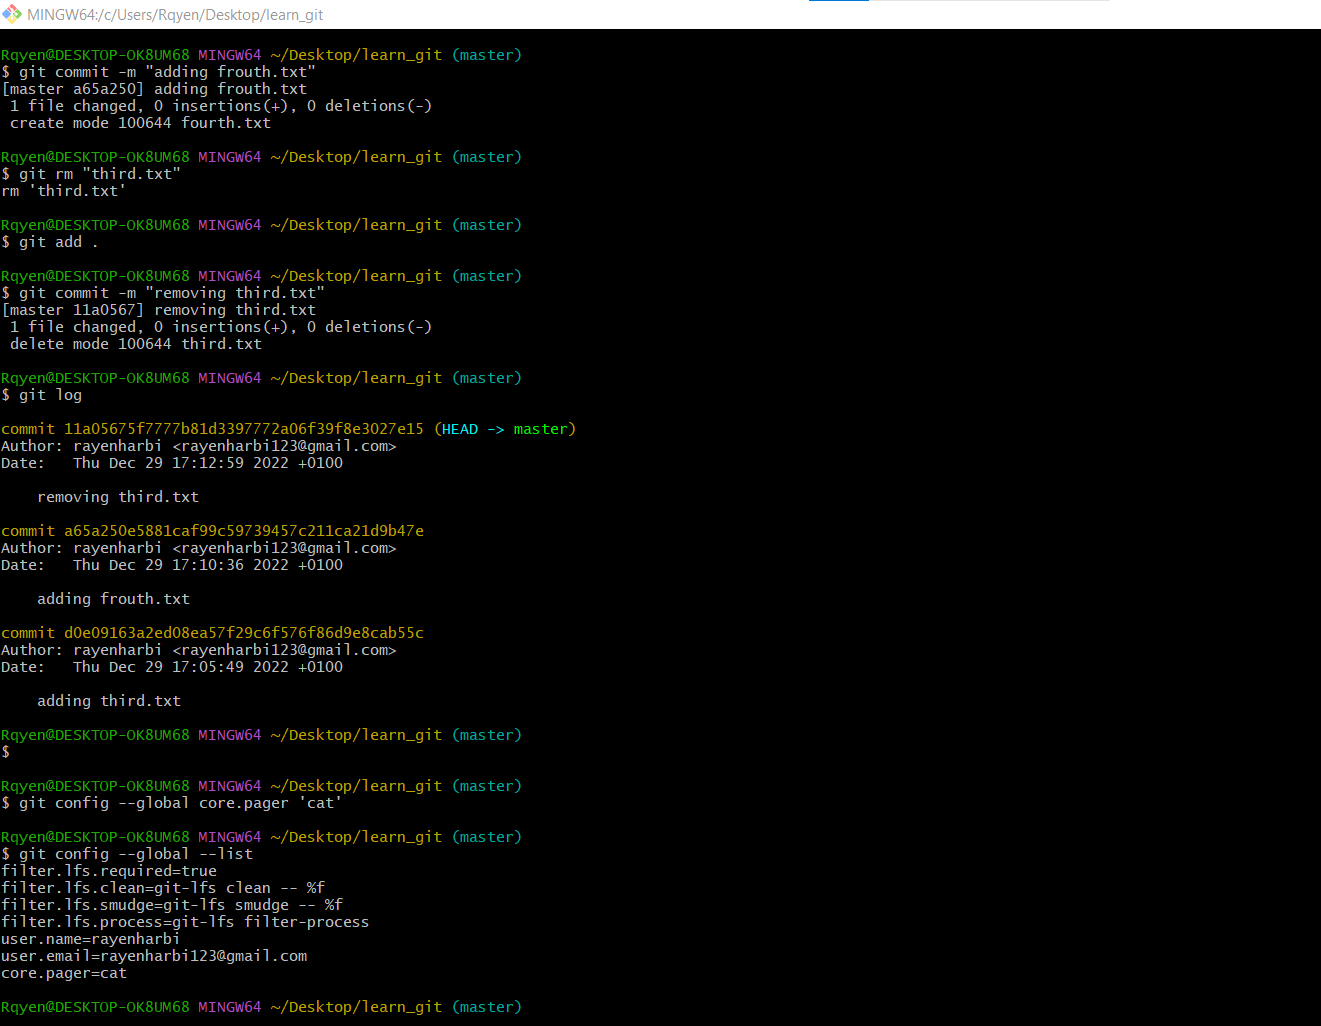 MINGW64:/c/Users/Rqyen/Desktop/learn_git
Rqyen@DESKTOP-OK8UM68 MINGW64 ~/Desktop/learn_git (master)
$ git commit -m "adding frouth.txt"
[master a65a250] adding frouth.txt
 1 file changed, 0 insertions(+), 0 deletions(-)
 create mode 100644 fourth.txt
Rqyen@DESKTOP-OK8UM68 MINGW64 ~/Desktop/learn_git (master)
$ git rm "third.txt"
rm 'third.txt'
Rqyen@DESKTOP-OK8UM68 MINGW64 ~/Desktop/learn_git (master)
$ git add .
Rqyen@DESKTOP-OK8UM68 MINGW64 ~/Desktop/learn_git (master)
$ git commit -m "removing third.txt"
[master 11a0567] removing third.txt
 1 file changed, 0 insertions(+), 0 deletions(-)
 delete mode 100644 third.txt
Rqyen@DESKTOP-OK8UM68 MINGW64 ~/Desktop/learn_git (master)
$ git log
commit 11a05675f7777b81d3397772a06f39f8e3027e15 (HEAD -> master)
Author: rayenharbi <rayenharbi123@gmail.com>
Date:   Thu Dec 29 17:12:59 2022 +0100
    removing third.txt
commit a65a250e5881caf99c59739457c211ca21d9b47e
Author: rayenharbi <rayenharbi123@gmail.com>
Date:   Thu Dec 29 17:10:36 2022 +0100
    adding frouth.txt
commit d0e09163a2ed08ea57f29c6f576f86d9e8cab55c
Author: rayenharbi <rayenharbi123@gmail.com>
Date:   Thu Dec 29 17:05:49 2022 +0100
    adding third.txt
Rqyen@DESKTOP-OK8UM68 MINGW64 ~/Desktop/learn_git (master)
$
Rqyen@DESKTOP-OK8UM68 MINGW64 ~/Desktop/learn_git (master)
$ git config --global core.pager 'cat'
Rqyen@DESKTOP-OK8UM68 MINGW64 ~/Desktop/learn_git (master)
$ git config --global --list
filter.lfs.required=true
filter.lfs.clean=git-lfs clean -- %f
filter.lfs.smudge=git-lfs smudge -- %f
filter.lfs.process=git-lfs filter-process
user.name=rayenharbi
user.email=rayenharbi123@gmail.com
core.pager=cat
Rqyen@DESKTOP-OK8UM68 MINGW64 ~/Desktop/learn_git (master)